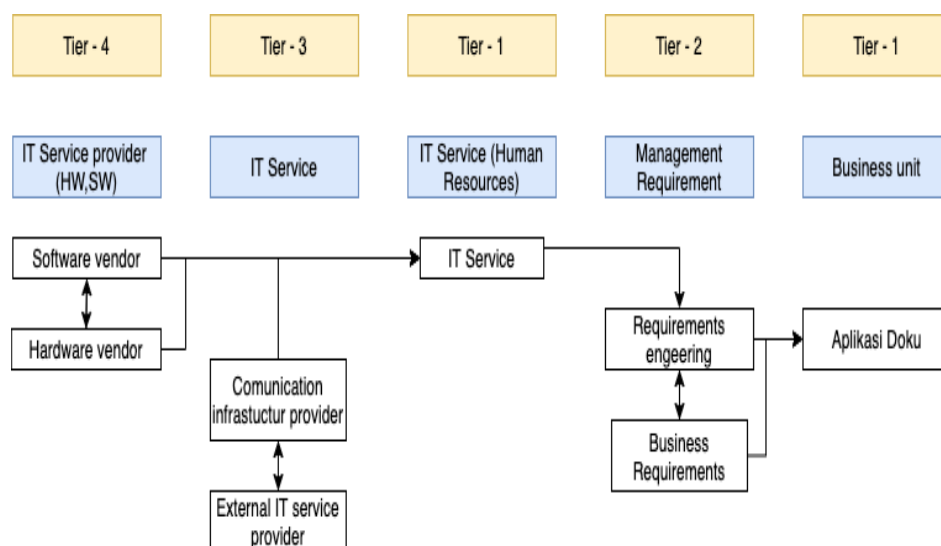 Tier - 4
Tier - 3
Tier - 1
Tier - 2
Tier - 1
IT Service provider
(HW,SW)
IT Service
IT Service (Human
Resources)
Management
Requirement
Business unit
Software vendor
IT Service
Hardware vendor
Requirements
engeering
Aplikasi Doku
Comunication
infrastuctur provider
Business
Requirements
External IT service
provider